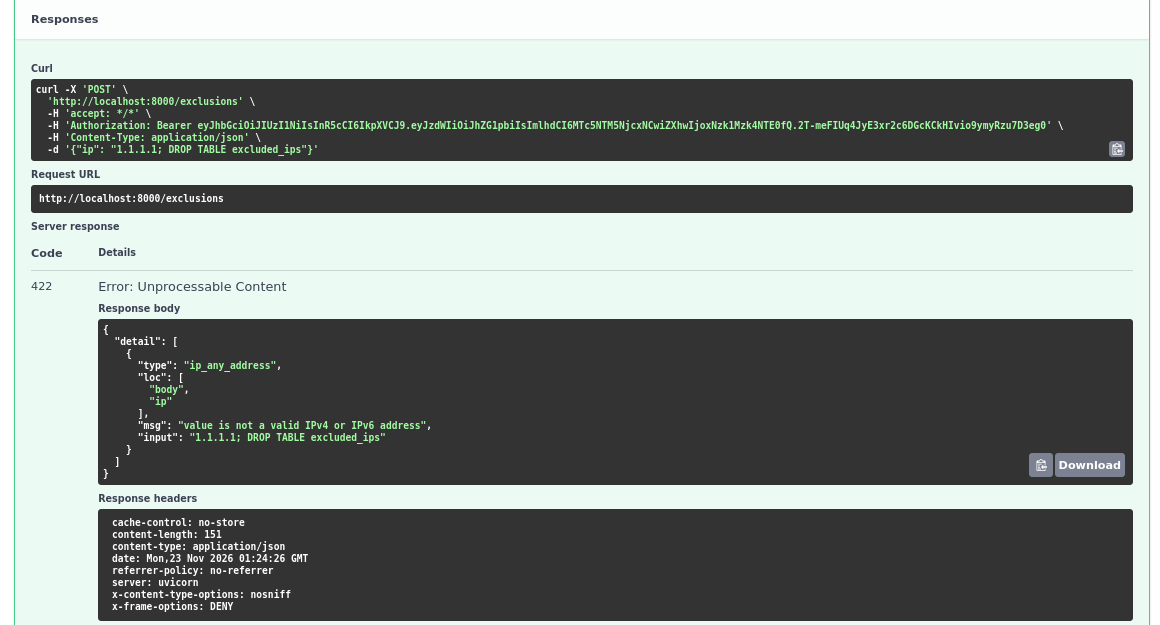 Responses
Curl
curl -X 'POST' \
'http://localhost:8000/exclusions' \
-H 'accept: */*' \
-H 'Authorization: Bearer eyJhbGciOiJIUzI1NiIsInR5cCI6IkpXVCJ9.eyJzdWIiOiJhZG1pbiIsImlhdCI6MTc5NTM5NjcxNCwiZXhwIjoxNzk1Mzk4NTE0fQ.2T-meFIUq4JyE3xr2c6DGcKCkHIvio9ymyRzu7D3eg0' \
-H 'Content-Type: application/json' \
-d '{"ip": "1.1.1.1; DROP TABLE excluded_ips"}'
Request URL
http://localhost:8000/exclusions
Server response
Code Details
422 Error: Unprocessable Content
Response body
{
"detail": [
{
"type": "ip_any_address",
"loc": [
"body",
"ip"
],
"msg": "value is not a valid IPv4 or IPv6 address",
"input": "1.1.1.1; DROP TABLE excluded_ips"
}
]
}
Download
Response headers
cache-control: no-store
content-length: 151
content-type: application/json
date: Mon,23 Nov 2026 01:24:26 GMT
referrer-policy: no-referrer
server: uvicorn
x-content-type-options: nosniff
x-frame-options: DENY